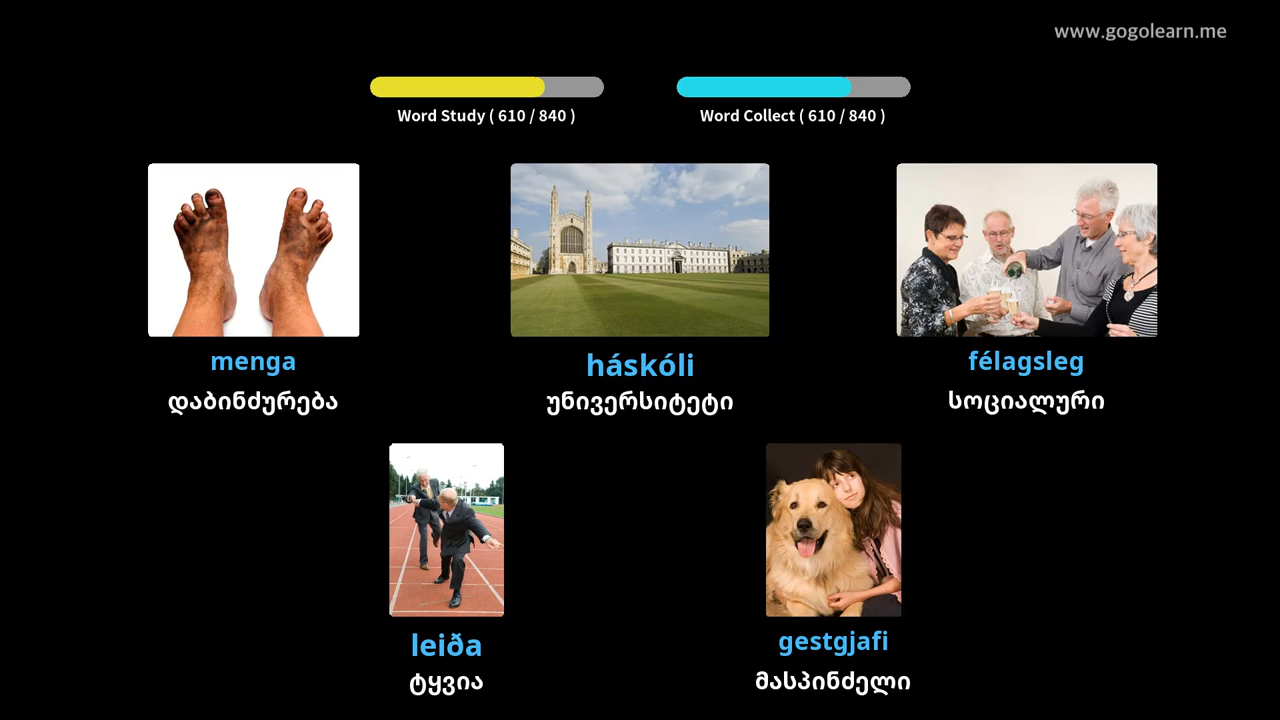 www.gogolearn.me
Word Study ( 610 / 840 )
Word Collect ( 610 / 840 )
menga
დაბინძურება
háskóli
უნივერსიტეტი
félagsleg
სოციალური
leiða
ტყვია
gestgjafi
მასპინძელი